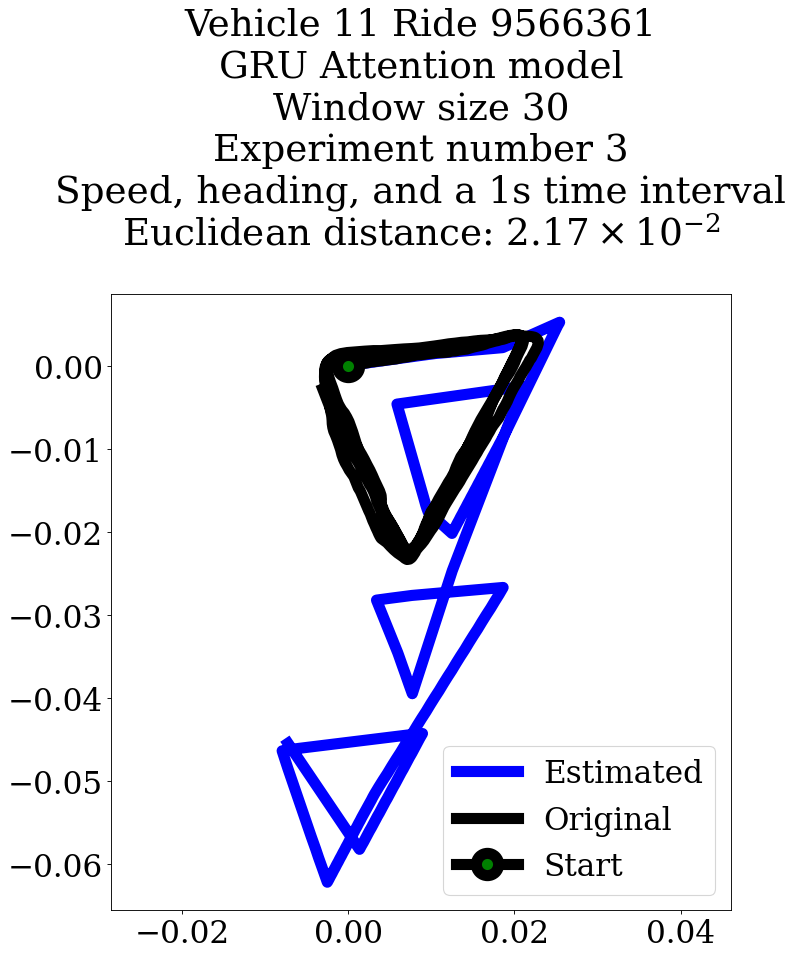 Vehicle 11 Ride 9566361
GRU Attention model
Window size 30
Experiment number 3
Speed, heading, and a 1s time interval
Euclidean distance: 2.17 × 10⁻²
0.00
−0.01
−0.02
−0.03
−0.04
−0.05
−0.06
Estimated
Original
Start
−0.02
0.00
0.02
0.04